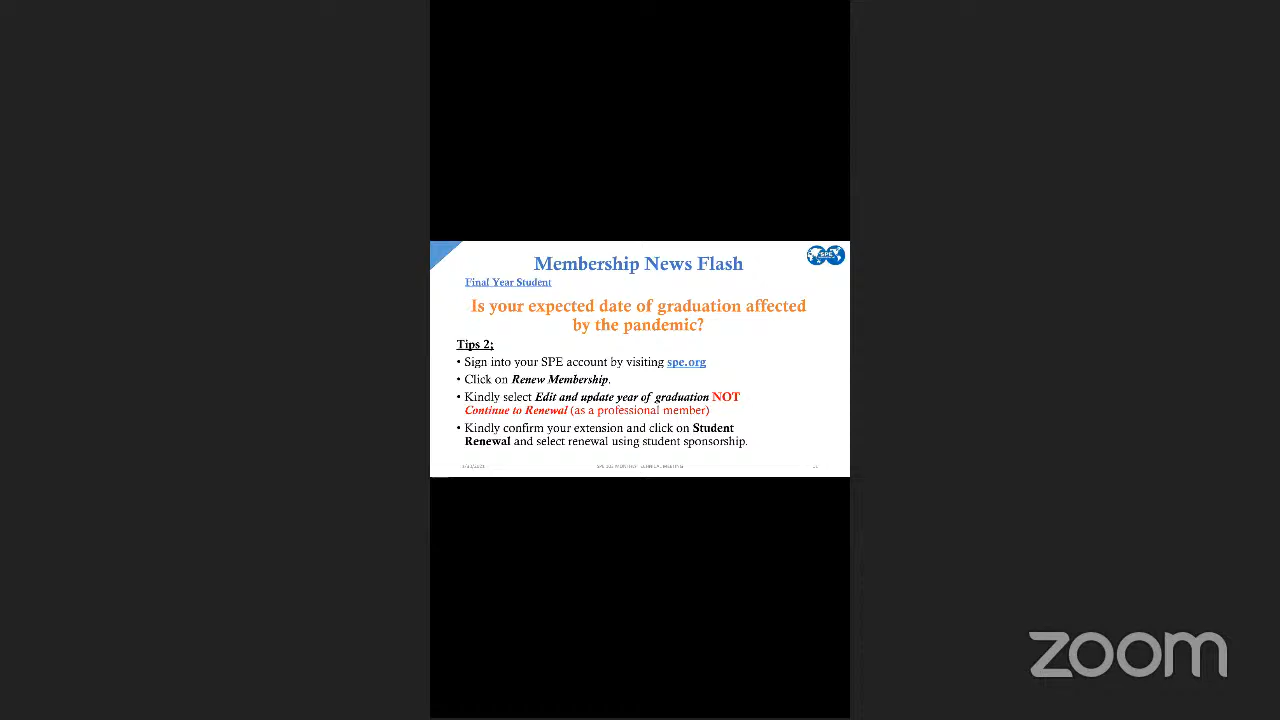 Membership News Flash
SPE
Final Year Student
Is your expected date of graduation affected
by the pandemic?
Tips 2;
• Sign into your SPE account by visiting spe.org
• Click on Renew Membership.
• Kindly select Edit and update year of graduation NOT
Continue to Renewal (as a professional member)
• Kindly confirm your extension and click on Student
Renewal and select renewal using student sponsorship.
zoom